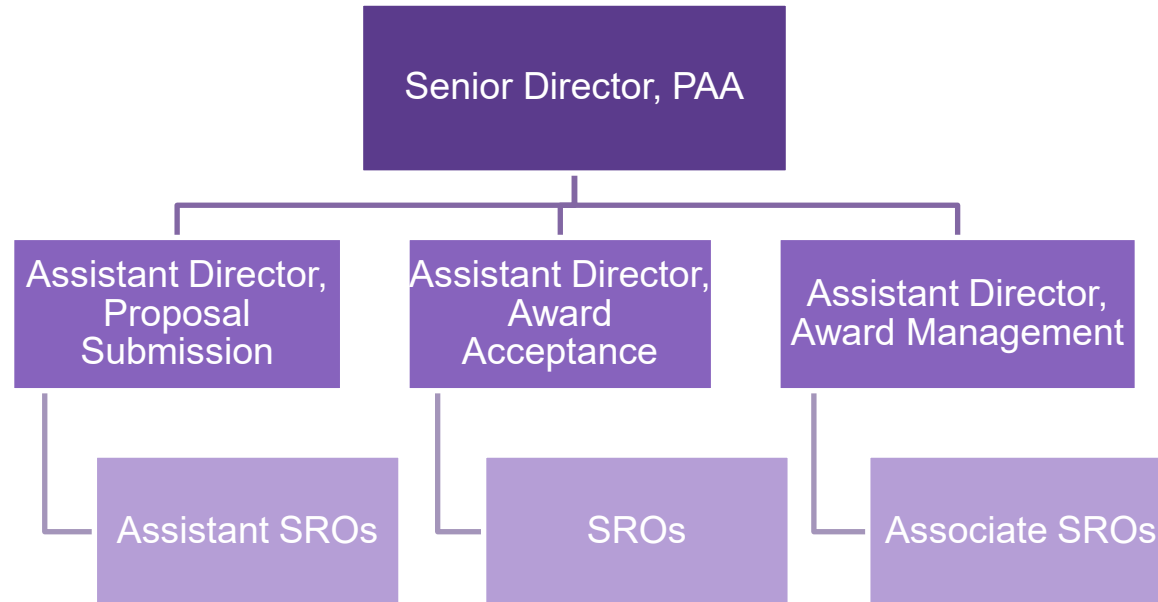 Senior Director, PAA
Assistant Director,
Proposal
Submission
Assistant Director,
Award
Acceptance
Assistant Director,
Award Management
Assistant SROs
SROs
Associate SROs